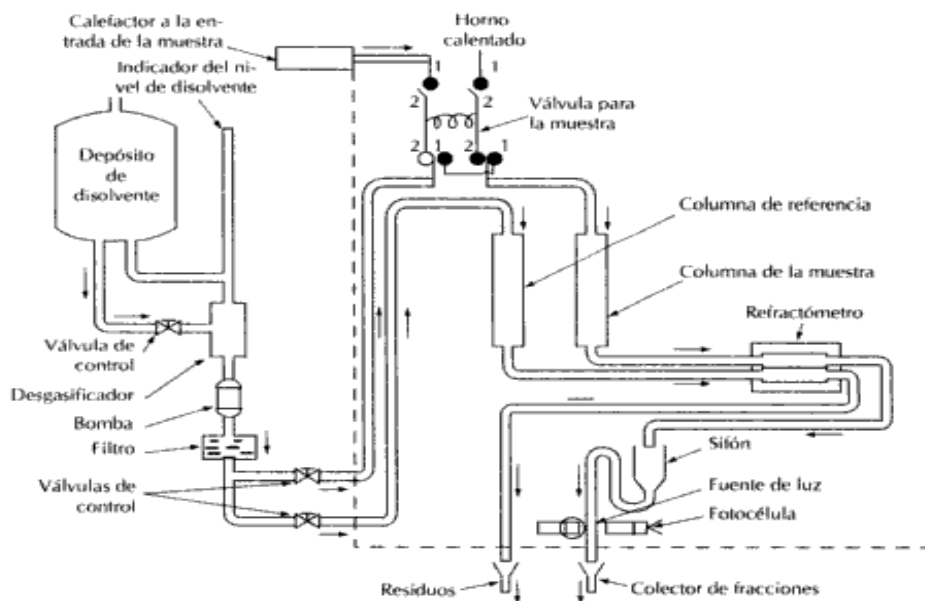 Calefactor a la en-
trada de la muestra
Horno
calentado
Indicador del ni-
vel de disolvente
1
1
2
2
Válvula para
la muestra
2
1
2
1
Depósito
de
disolvente
Columna de referencia
Columna de la muestra
Refractómetro
Válvula de
control
Desgasificador
Bomba
Filtro
Sifón
Válvulas de
control
Fuente de luz
Fotocélula
Residuos
Colector de fracciones